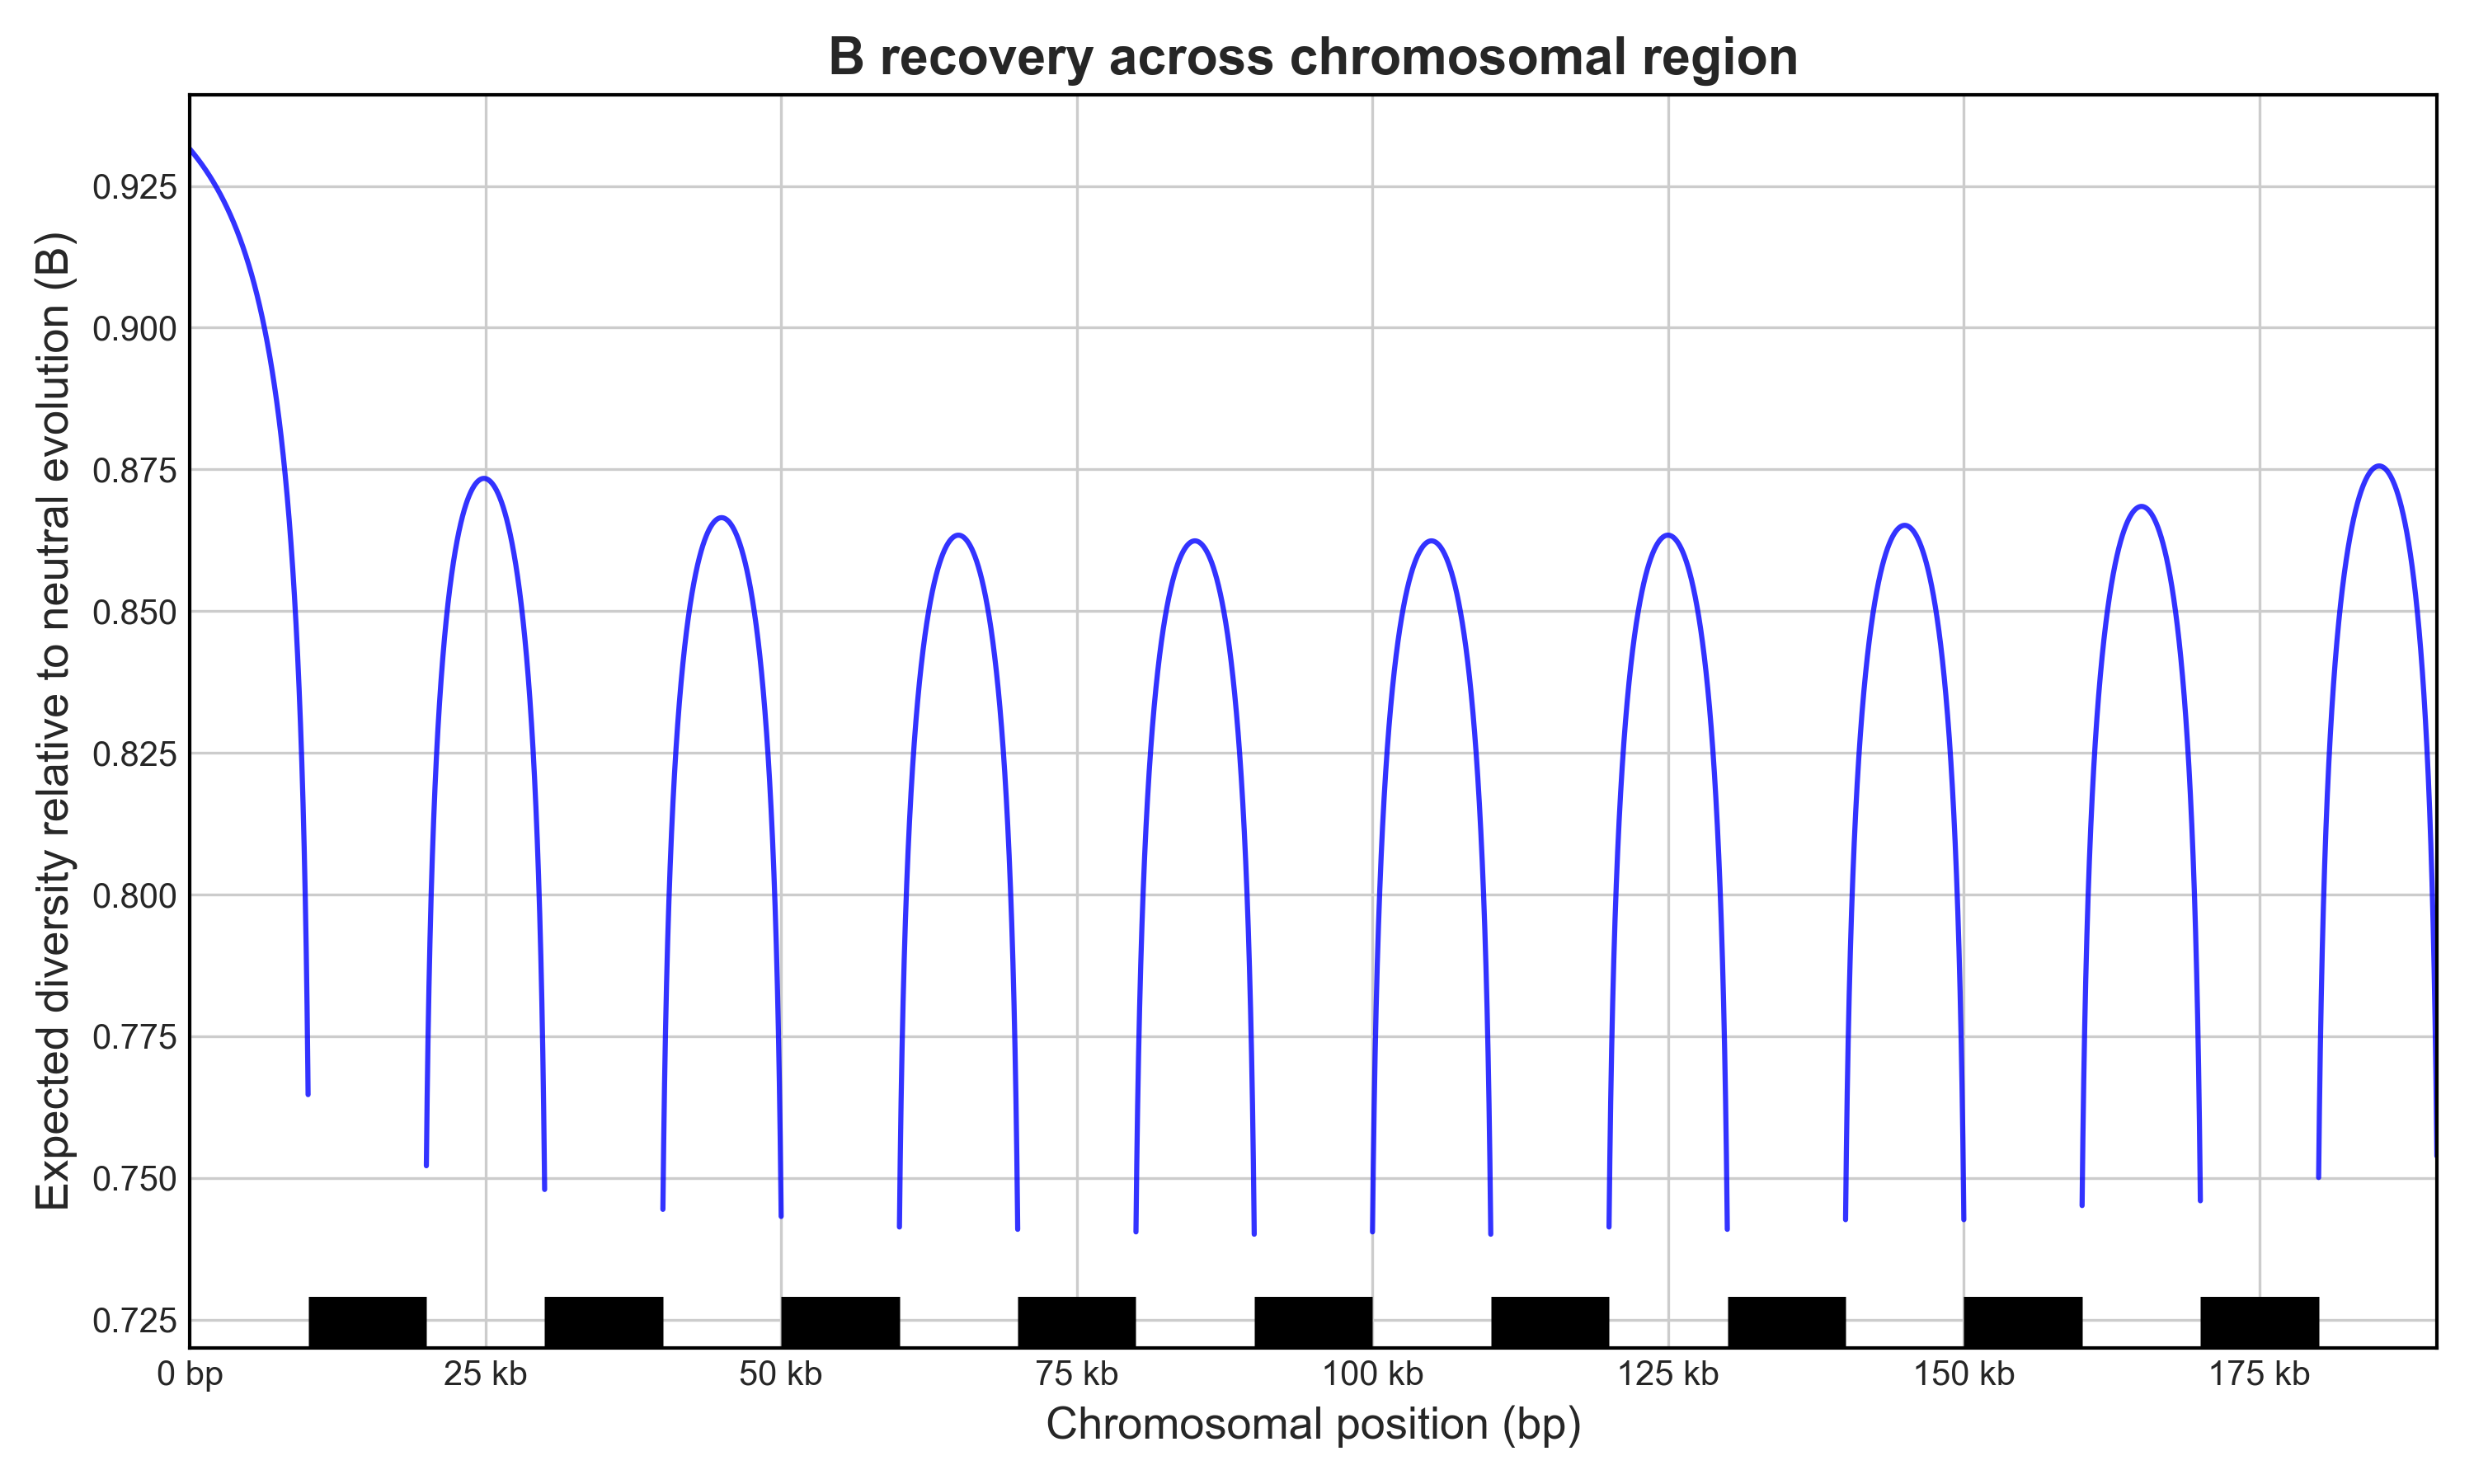 B recovery across chromosomal region
Expected diversity relative to neutral evolution (B)
0.925
0.900
0.875
0.850
0.825
0.800
0.775
0.750
0.725
0 bp 25 kb 50 kb 75 kb 100 kb 125 kb 150 kb 175 kb
Chromosomal position (bp)